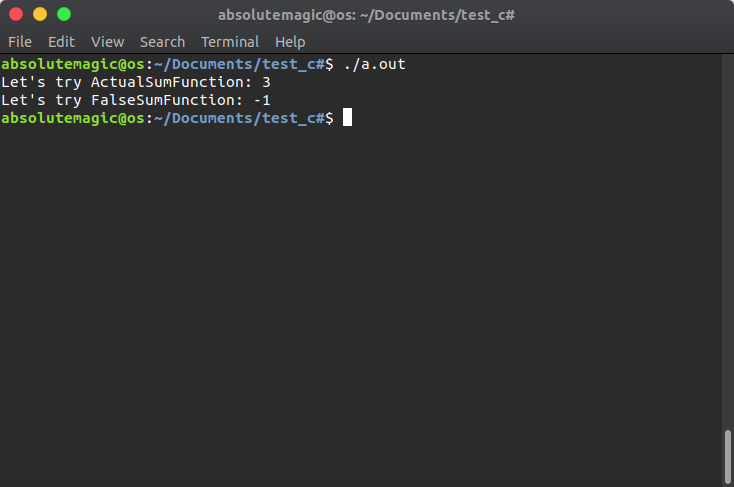 absolutemagic@os: ~/Documents/test_c#
File Edit View Search Terminal Help
absolutemagic@os:~/Documents/test_c#$ ./a.out
Let's try ActualSumFunction: 3
Let's try FalseSumFunction: -1
absolutemagic@os:~/Documents/test_c#$